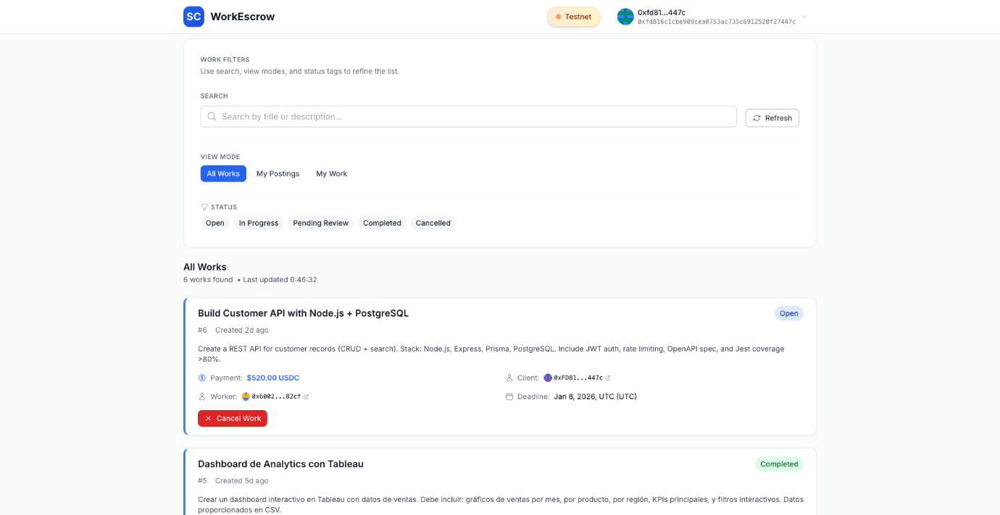 SC WorkEscrow
Testnet
0xfd81...447c
0xfd816c1cbe909cea0753ac735c6912520f27447c
WORK FILTERS
Use search, view modes, and status tags to refine the list.
SEARCH
Search by title or description...
Refresh
VIEW MODE
All Works My Postings My Work
STATUS
Open In Progress Pending Review Completed Cancelled
All Works
6 works found • Last updated 0:46:32
Build Customer API with Node.js + PostgreSQL
Open
#6 Created 2d ago
Create a REST API for customer records (CRUD + search). Stack: Node.js, Express, Prisma, PostgreSQL. Include JWT auth, rate limiting, OpenAPI spec, and Jest coverage
>80%.
Payment: $520.00 USDC
Client: 0xFD81...447c
Worker: 0x6002...82cf
Deadline: Jan 8, 2026, UTC (UTC)
Cancel Work
Dashboard de Analytics con Tableau
Completed
#5 Created 5d ago
Crear un dashboard interactivo en Tableau con datos de ventas. Debe incluir: gráficos de ventas por mes, por producto, por región, KPIs principales, y filtros interactivos. Datos
proporcionados en CSV.